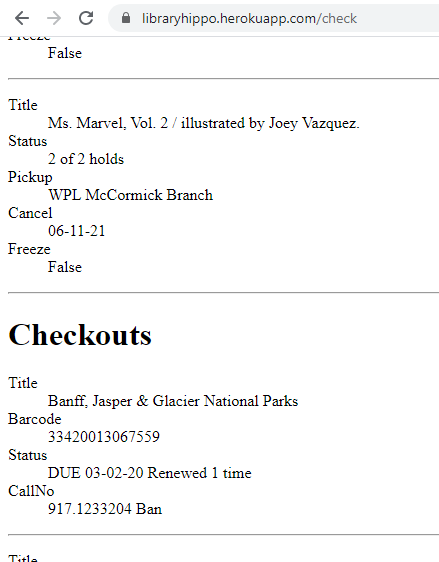 libraryhippo.herokuapp.com/check
Freeze
False
Title
Ms. Marvel, Vol. 2 / illustrated by Joey Vazquez.
Status
2 of 2 holds
Pickup
WPL McCormick Branch
Cancel
06-11-21
Freeze
False
Checkouts
Title
Banff, Jasper & Glacier National Parks
Barcode
33420013067559
Status
DUE 03-02-20 Renewed 1 time
CallNo
917.1233204 Ban
Title